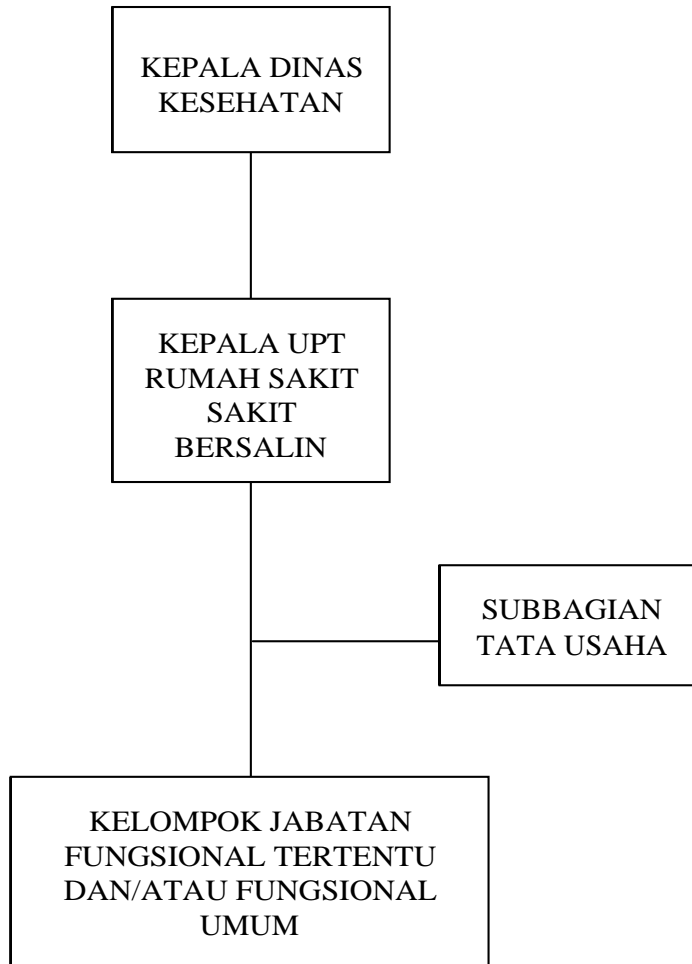 KEPALA DINAS
KESEHATAN
KEPALA UPT
RUMAH SAKIT
SAKIT
BERSALIN
SUBBAGIAN
TATA USAHA
KELOMPOK JABATAN
FUNGSIONAL TERTENTU
DAN/ATAU FUNGSIONAL
UMUM